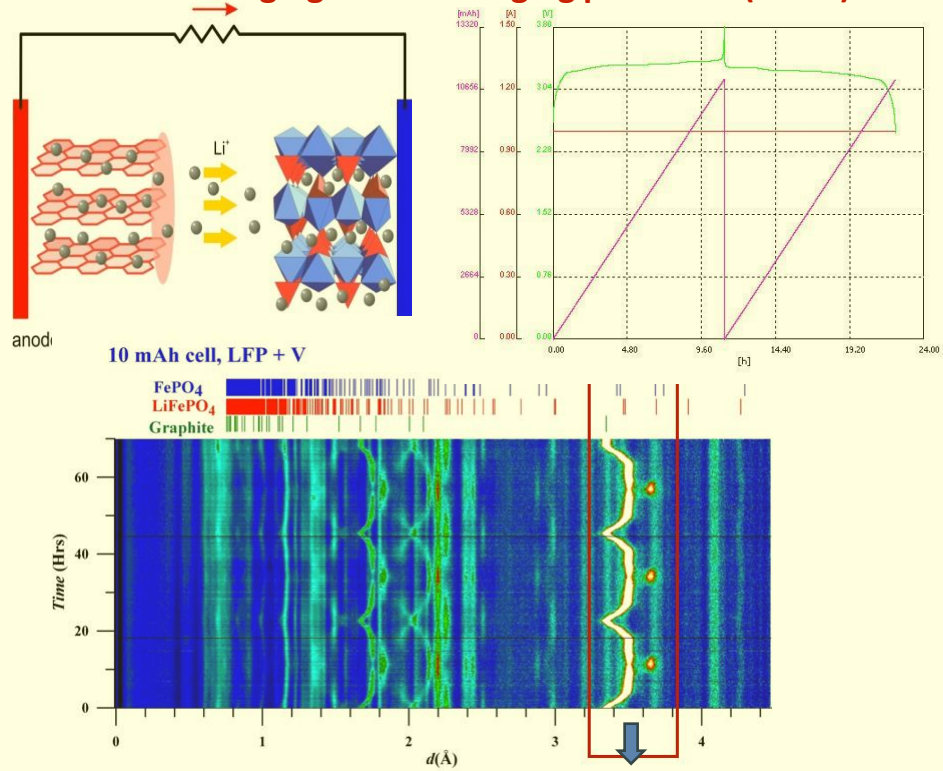 [mAh] [A] [V]
13320 1.50 3.80
10656 1.20 3.04
7992 0.90 2.28
5328 0.60 1.52
2664 0.30 0.76
0 0.00 0.00
0.00 4.80 9.60 14.40 19.20 24.00
[h]
Li+
anod
10 mAh cell, LFP + V
FePO4
LiFePO4
Graphite
Time (Hrs)
60
40
20
0
0 1 2 3 4
d(Å)